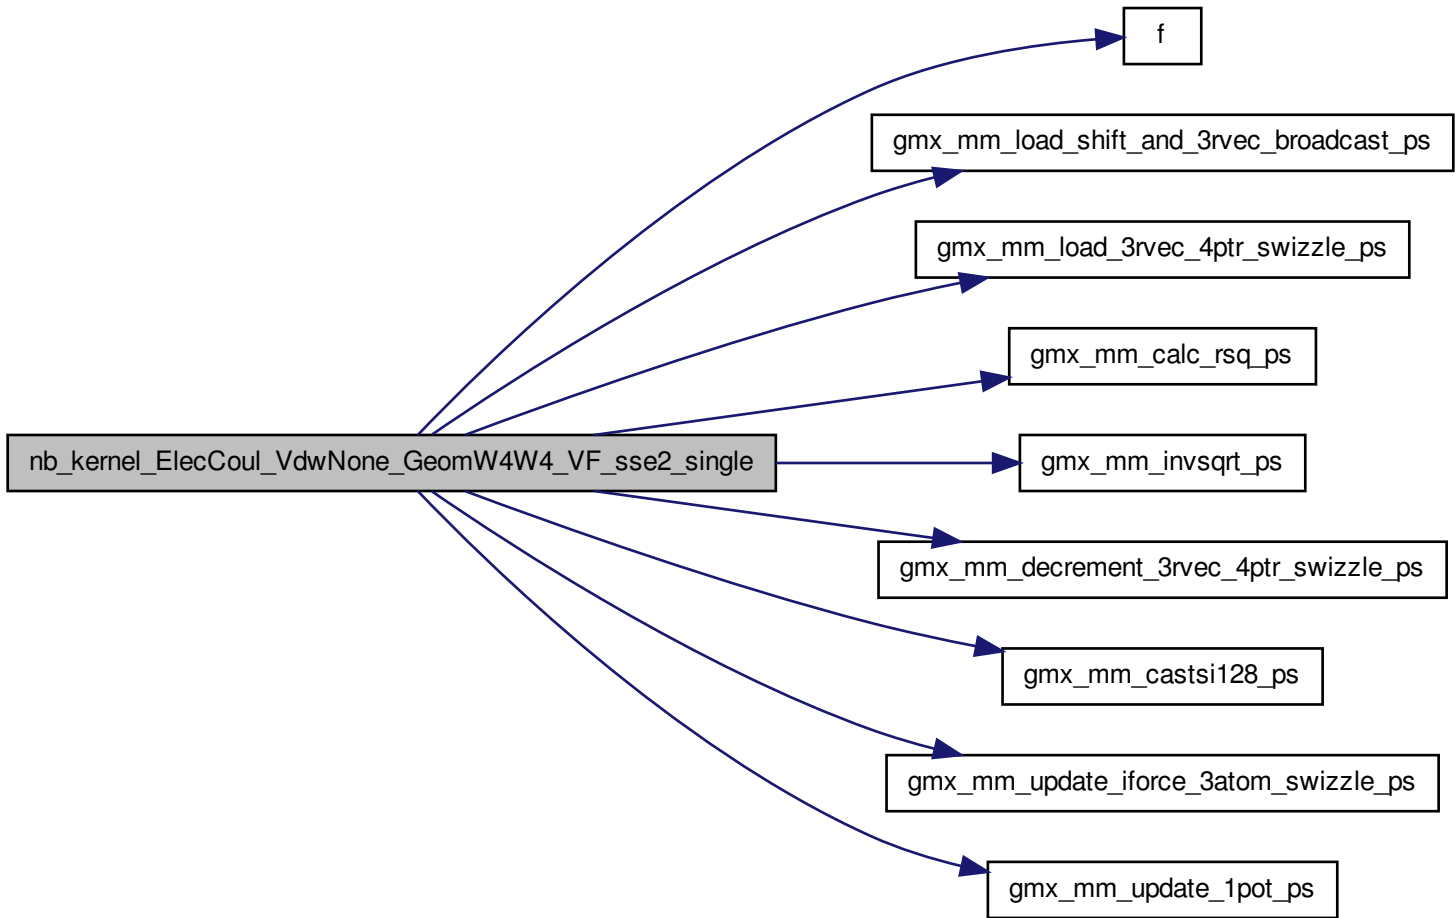 f
gmx_mm_load_shift_and_3rvec_broadcast_ps
gmx_mm_load_3rvec_4ptr_swizzle_ps
gmx_mm_calc_rsq_ps
nb_kernel_ElecCoul_VdwNone_GeomW4W4_VF_sse2_single
gmx_mm_invsqrt_ps
gmx_mm_decrement_3rvec_4ptr_swizzle_ps
gmx_mm_castsi128_ps
gmx_mm_update_iforce_3atom_swizzle_ps
gmx_mm_update_1pot_ps